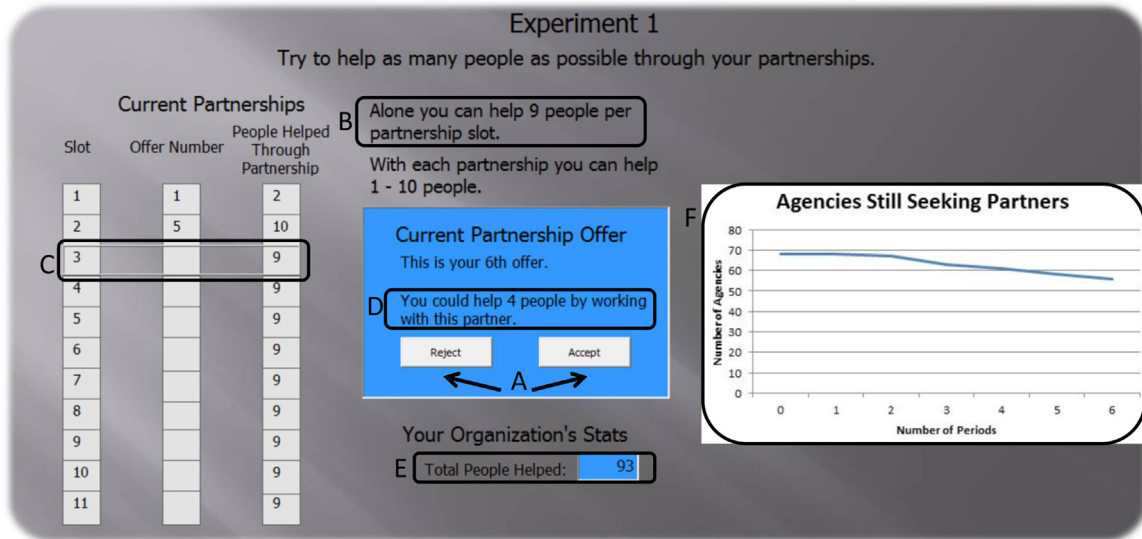 Experiment 1
Try to help as many people as possible through your partnerships.
Current Partnerships
Slot Offer Number People Helped
Through
Partnership
1 1 2
2 5 10
C 3 9
4 9
5 9
6 9
7 9
8 9
9 9
10 9
11 9
B Alone you can help 9 people per
partnership slot.
With each partnership you can help
1 - 10 people.
Current Partnership Offer
This is your 6th offer.
D You could help 4 people by working
with this partner.
Reject Accept
A
Your Organization's Stats
E Total People Helped: 93
F Agencies Still Seeking Partners
Number of Agencies
80
70
60
50
40
30
20
10
0
0 1 2 3 4 5 6
Number of Periods